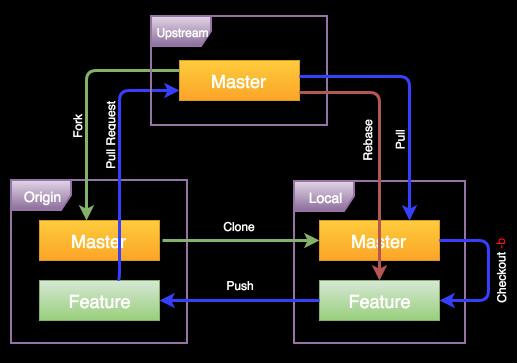 Upstream
Master
Fork
Pull Request
Rebase
Pull
Origin
Local
Master
Clone
Master
Checkout -b
Feature
Push
Feature